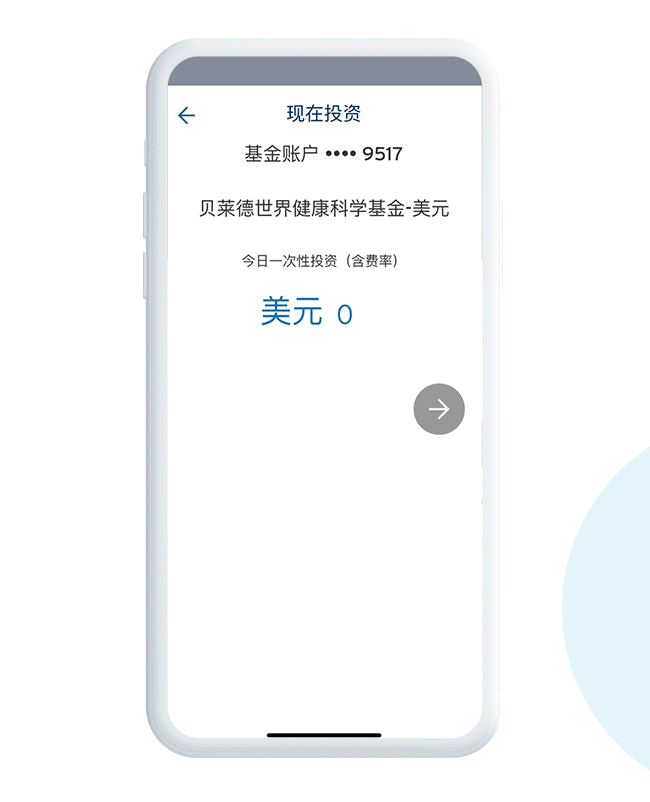 现在投资
基金账户 •••• 9517
贝莱德世界健康科学基金-美元
今日一次性投资（含费率）
美元 0